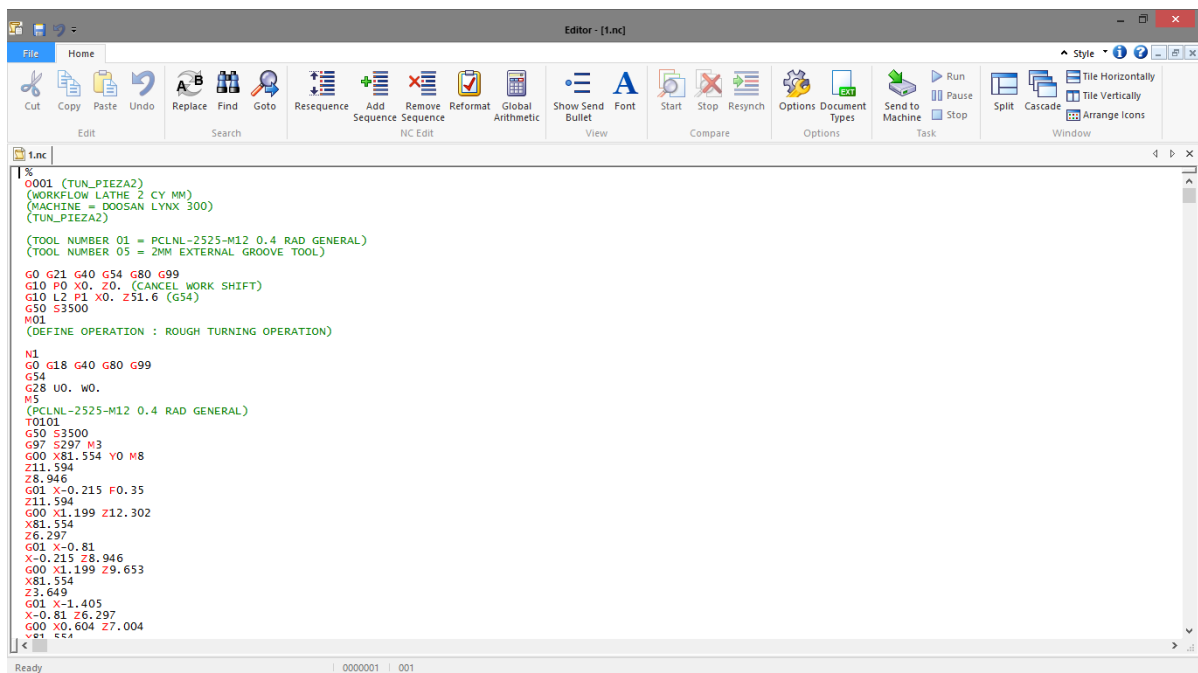 Editor - [1.nc]
File Home Style
Cut Copy Paste Undo Replace Find Goto Resequence Add Sequence Remove Sequence Reformat Global Arithmetic Show Send Bullet Font Start Stop Resynch Options Document Types Send to Machine Run Pause Stop Split Cascade Tile Horizontally Tile Vertically Arrange Icons
Edit Search NC Edit View Compare Options Task Window
1.nc
%
O001 (TUN_PIEZA2)
(WORKFLOW LATHE 2 CY MM)
(MACHINE = DOOSAN LYNX 300)
(TUN_PIEZA2)
(TOOL NUMBER 01 = PCLNL-2525-M12 0.4 RAD GENERAL)
(TOOL NUMBER 05 = 2MM EXTERNAL GROOVE TOOL)
G0 G21 G40 G54 G80 G99
G10 P0 X0. Z0. (CANCEL WORK SHIFT)
G10 L2 P1 X0. Z51.6 (G54)
G50 S3500
M01
(DEFINE OPERATION : ROUGH TURNING OPERATION)
N1
G0 G18 G40 G80 G99
G54
G28 U0. W0.
M5
(PCLNL-2525-M12 0.4 RAD GENERAL)
T0101
G50 S3500
G97 S297 M3
G00 X81.554 Y0 M8
Z11.594
Z8.946
G01 X-0.215 F0.35
Z11.594
G00 X1.199 Z12.302
X81.554
Z6.297
G01 X-0.81
X-0.215 Z8.946
G00 X1.199 Z9.653
X81.554
Z3.649
G01 X-1.405
X-0.81 Z6.297
G00 X0.604 Z7.004
X81.554
Ready 0000001 001